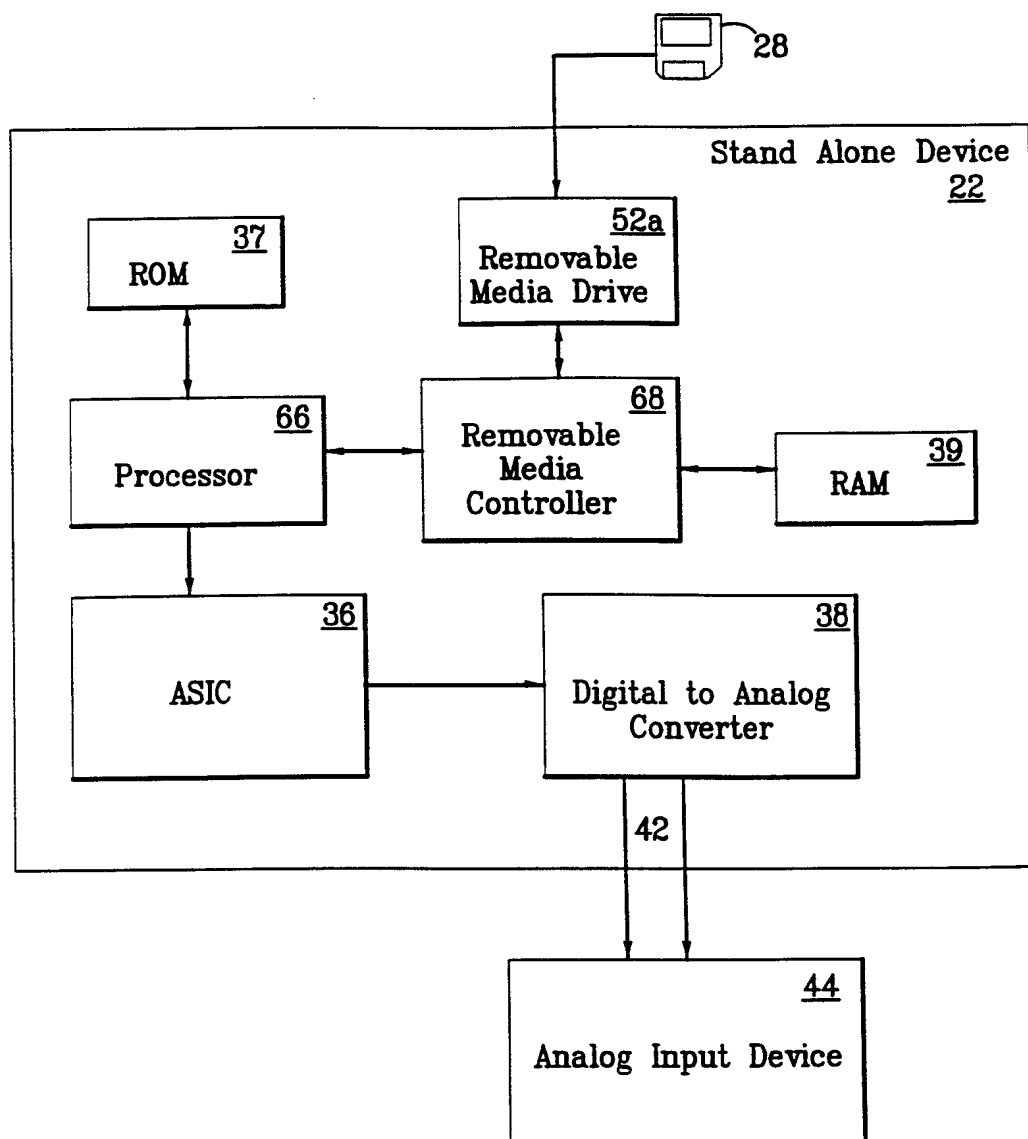 28
Stand Alone Device
22
52a
Removable
Media Drive
37
ROM
66
Processor
68
Removable
Media
Controller
39
RAM
36
ASIC
38
Digital to Analog
Converter
42
44
Analog Input Device